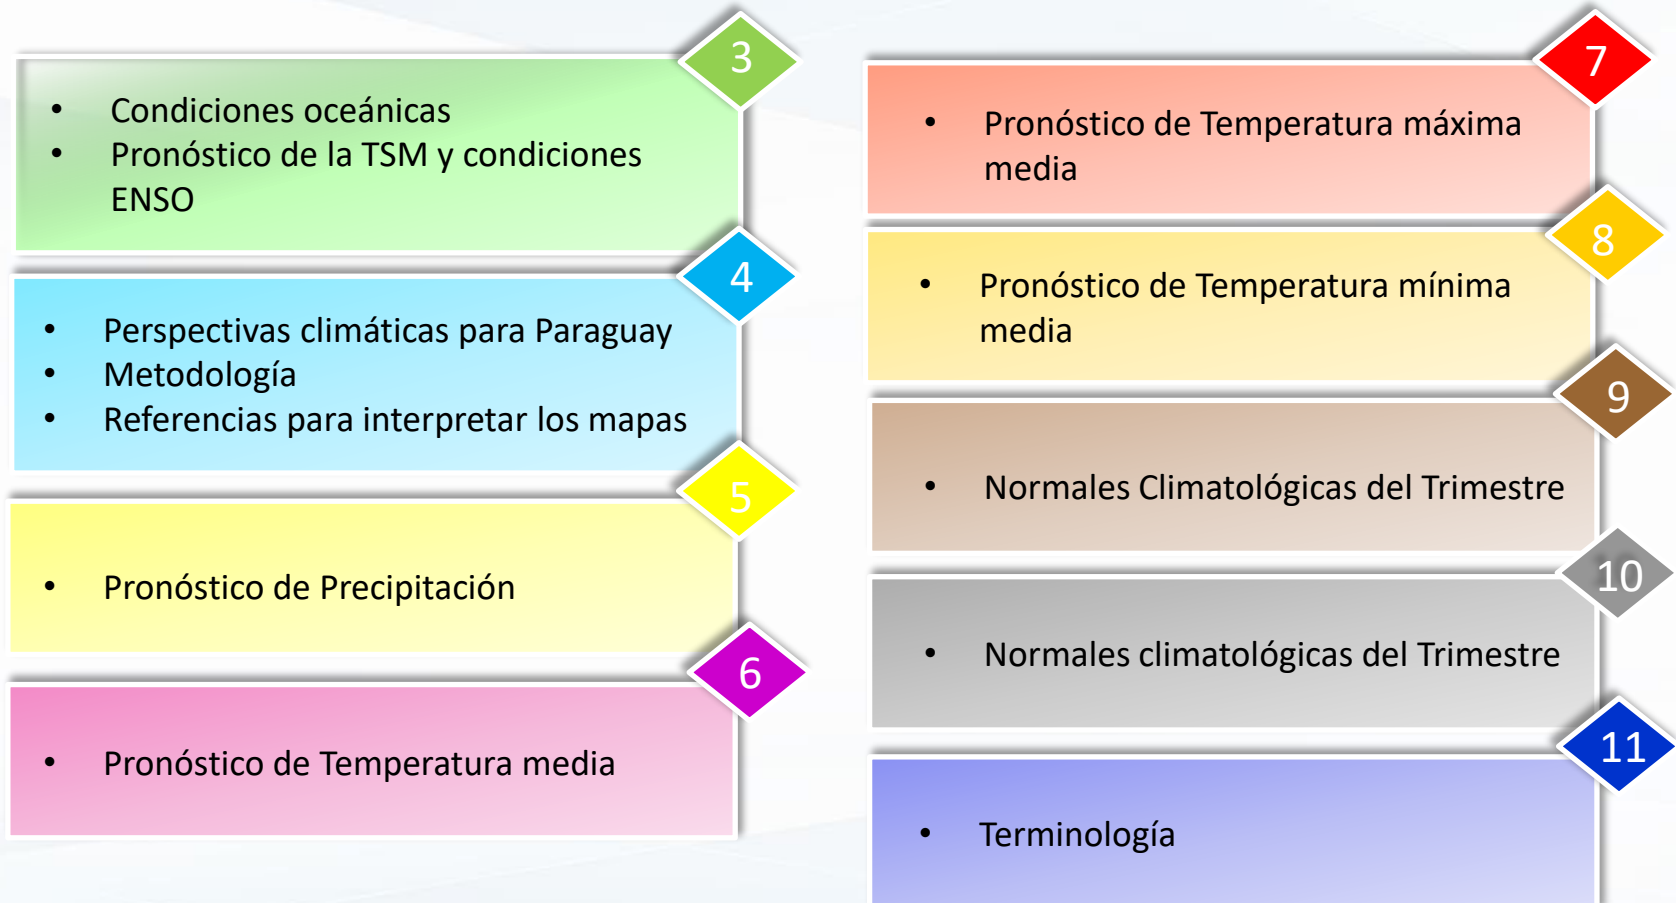 3
• Condiciones oceánicas
• Pronóstico de la TSM y condiciones
ENSO
4
• Perspectivas climáticas para Paraguay
• Metodología
• Referencias para interpretar los mapas
5
• Pronóstico de Precipitación
6
• Pronóstico de Temperatura media
7
• Pronóstico de Temperatura máxima
media
8
• Pronóstico de Temperatura mínima
media
9
• Normales Climatológicas del Trimestre
10
• Normales climatológicas del Trimestre
11
• Terminología